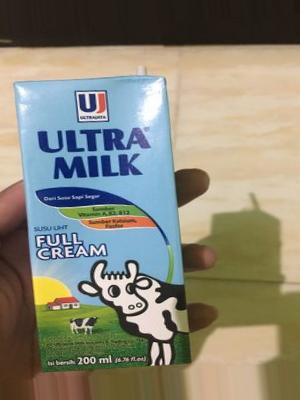 UJ
ULTRAJAYA
ULTRA
MILK
Dari Susu Sapi Segar
Sumber
Vitamin A, B2, B12
Sumber Kalsium,
Fosfor
SUSU UHT
FULL
CREAM
Isi bersih: 200 ml (6.76 fl.oz)